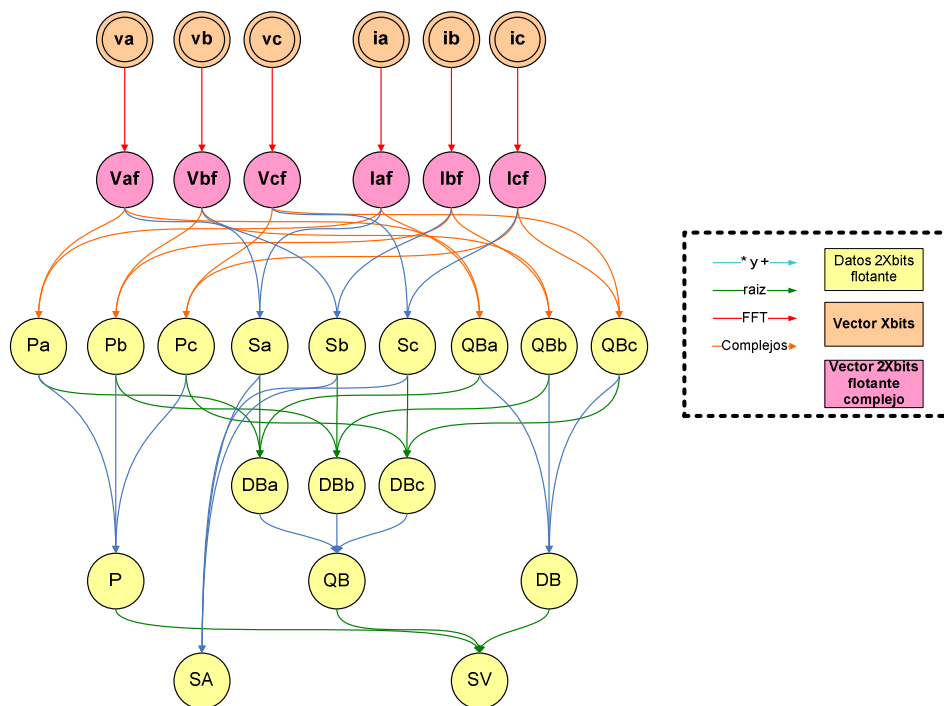 va vb vc ia ib ic
Vaf Vbf Vcf Iaf Ibf Icf
* y +
raiz
FFT
Complejos
Datos 2Xbits
flotante
Vector Xbits
Vector 2Xbits
flotante
complejo
Pa Pb Pc Sa Sb Sc QBa QBb QBc
DBa DBb DBc
P QB DB
SA SV